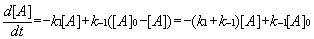 d[A]/dt = -k₁[A]+k₋₁([A]₀-[A]) = -(k₁+k₋₁)[A]+k₋₁[A]₀